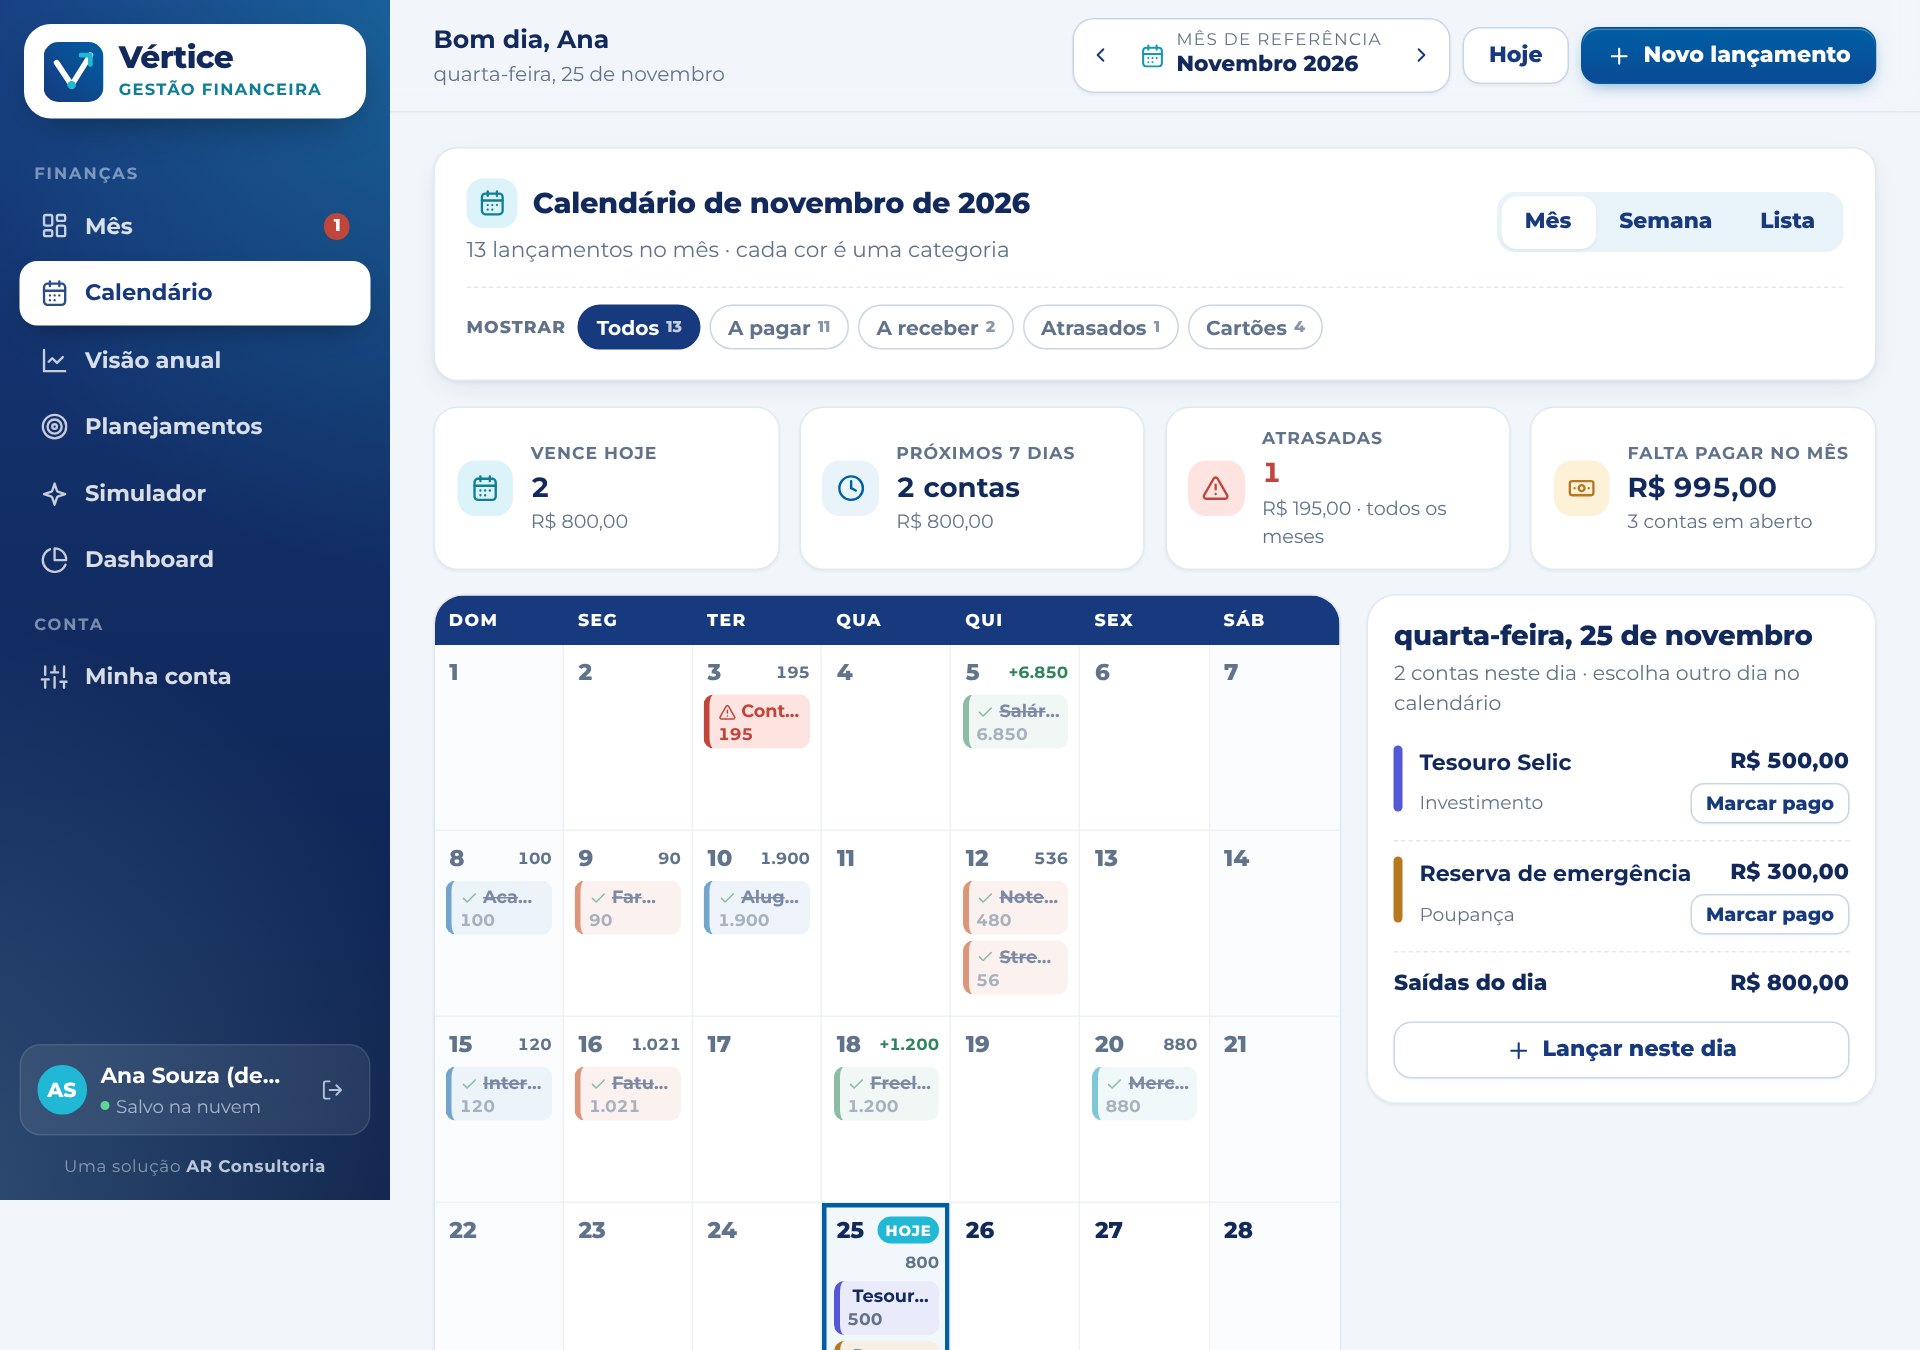 Vértice
GESTÃO FINANCEIRA
FINANÇAS
Mês 1
Calendário
Visão anual
Planejamentos
Simulador
Dashboard
CONTA
Minha conta
AS
Ana Souza (de...
Salvo na nuvem
Uma solução AR Consultoria
Bom dia, Ana
quarta-feira, 25 de novembro
MÊS DE REFERÊNCIA
Novembro 2026
Hoje
+ Novo lançamento
Calendário de novembro de 2026
13 lançamentos no mês · cada cor é uma categoria
Mês Semana Lista
MOSTRAR Todos 13 A pagar 11 A receber 2 Atrasados 1 Cartões 4
VENCE HOJE
2
R$ 800,00
PRÓXIMOS 7 DIAS
2 contas
R$ 800,00
ATRASADAS
1
R$ 195,00 · todos os
meses
FALTA PAGAR NO MÊS
R$ 995,00
3 contas em aberto
DOM SEG TER QUA QUI SEX SÁB
1 2 3 195 4 5 +6.850 6 7
Cont... Salár...
195 6.850
8 100 9 90 10 1.900 11 12 536 13 14
Aca... Far... Alug... Note...
100 90 1.900 480
Stre...
56
15 120 16 1.021 17 18 +1.200 19 20 880 21
Inter... Fatu... Freel... Merc...
120 1.021 1.200 880
22 23 24 25 HOJE 26 27 28
800
Tesour...
500
quarta-feira, 25 de novembro
2 contas neste dia · escolha outro dia no
calendário
Tesouro Selic R$ 500,00
Investimento Marcar pago
Reserva de emergência R$ 300,00
Poupança Marcar pago
Saídas do dia R$ 800,00
+ Lançar neste dia